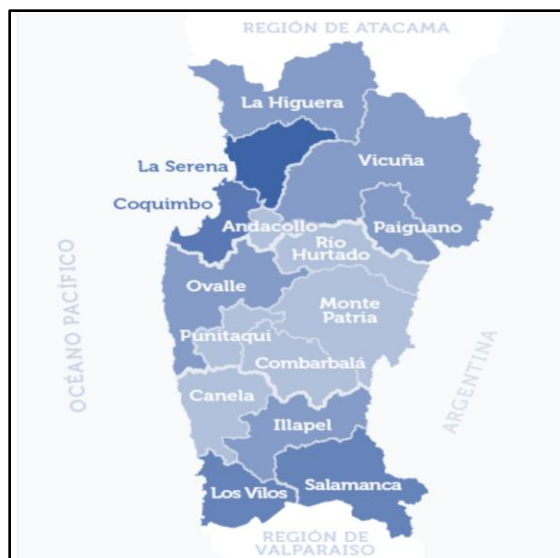 REGIÓN DE ATACAMA
La Higuera
La Serena
Vicuña
Coquimbo
Andacollo
Paiguano
Río
Hurtado
Ovalle
Monte
Patria
Punitaqui
Combarbalá
Canela
Illapel
Salamanca
Los Vilos
OCÉANO PACÍFICO
ARGENTINA
REGIÓN DE
VALPARAÍSO